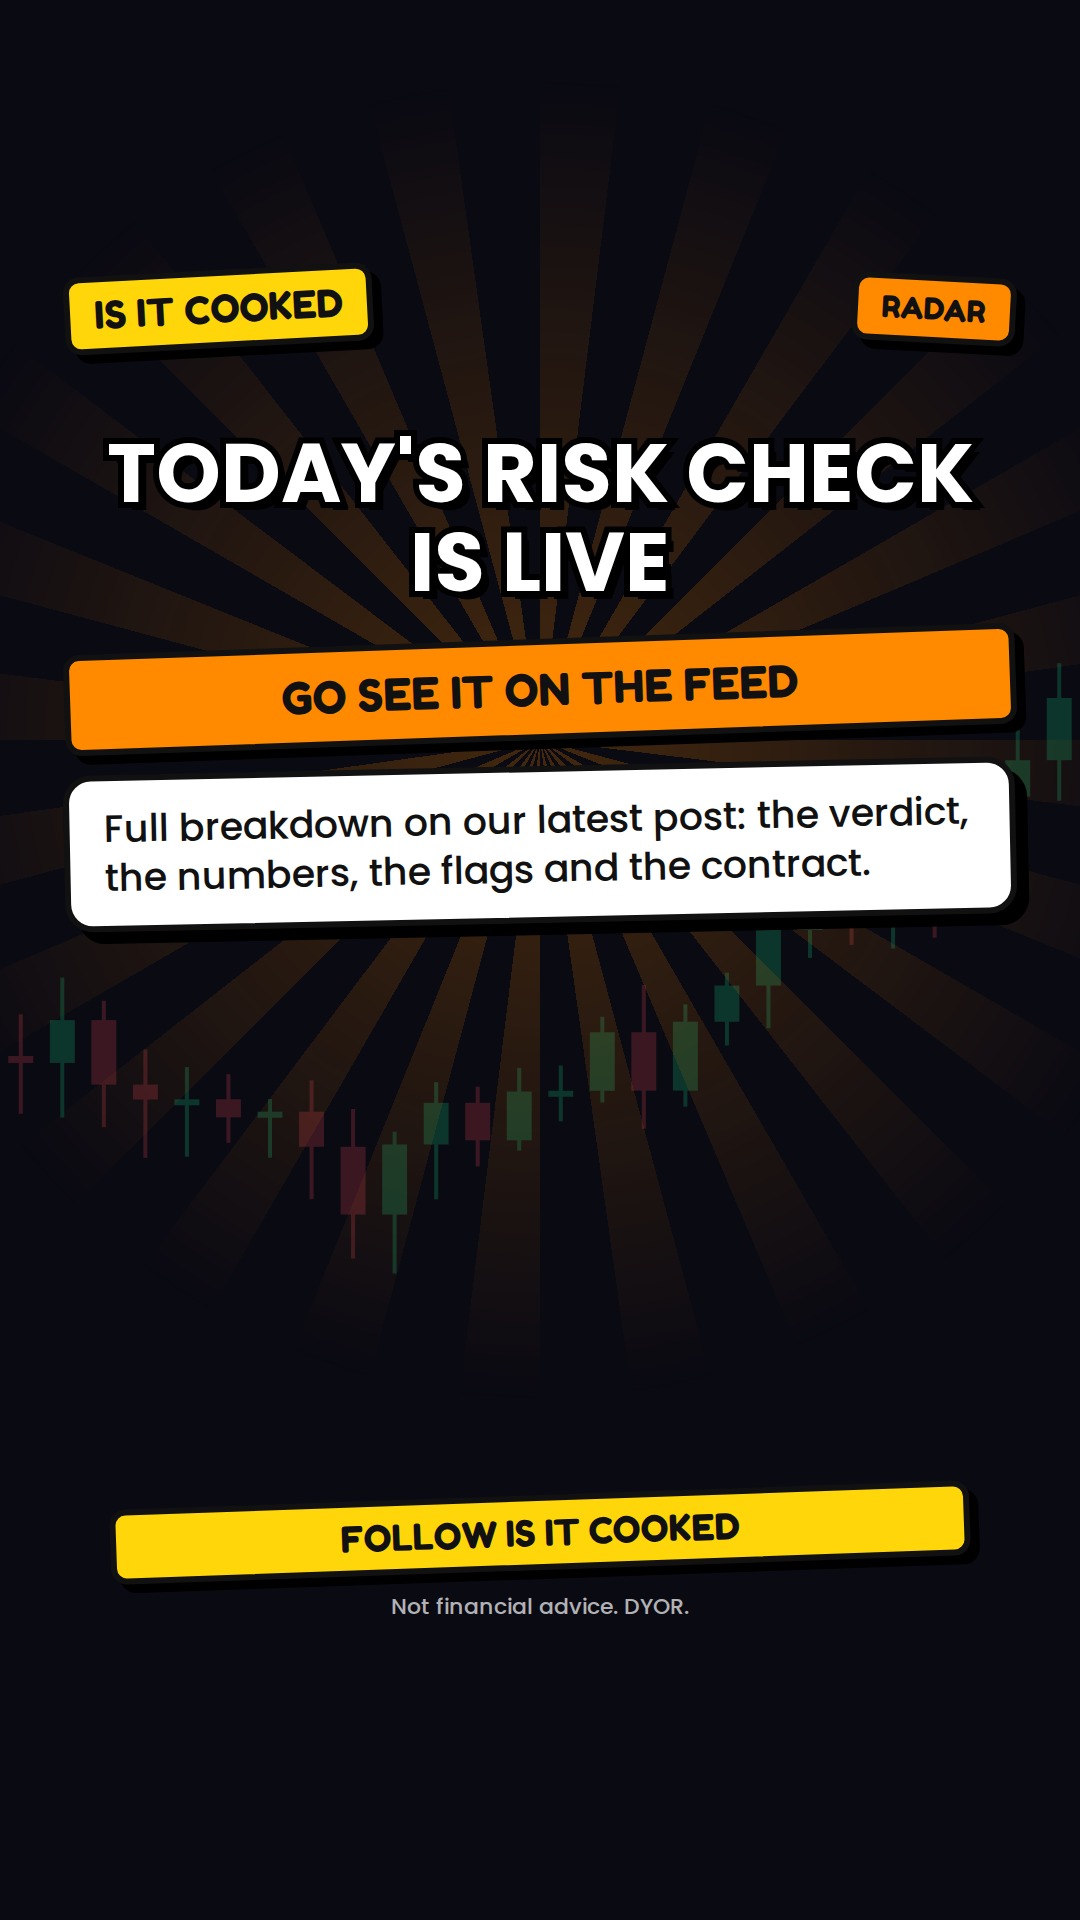 IS IT COOKED
RADAR
TODAY'S RISK CHECK
IS LIVE
GO SEE IT ON THE FEED
Full breakdown on our latest post: the verdict,
the numbers, the flags and the contract.
FOLLOW IS IT COOKED
Not financial advice. DYOR.